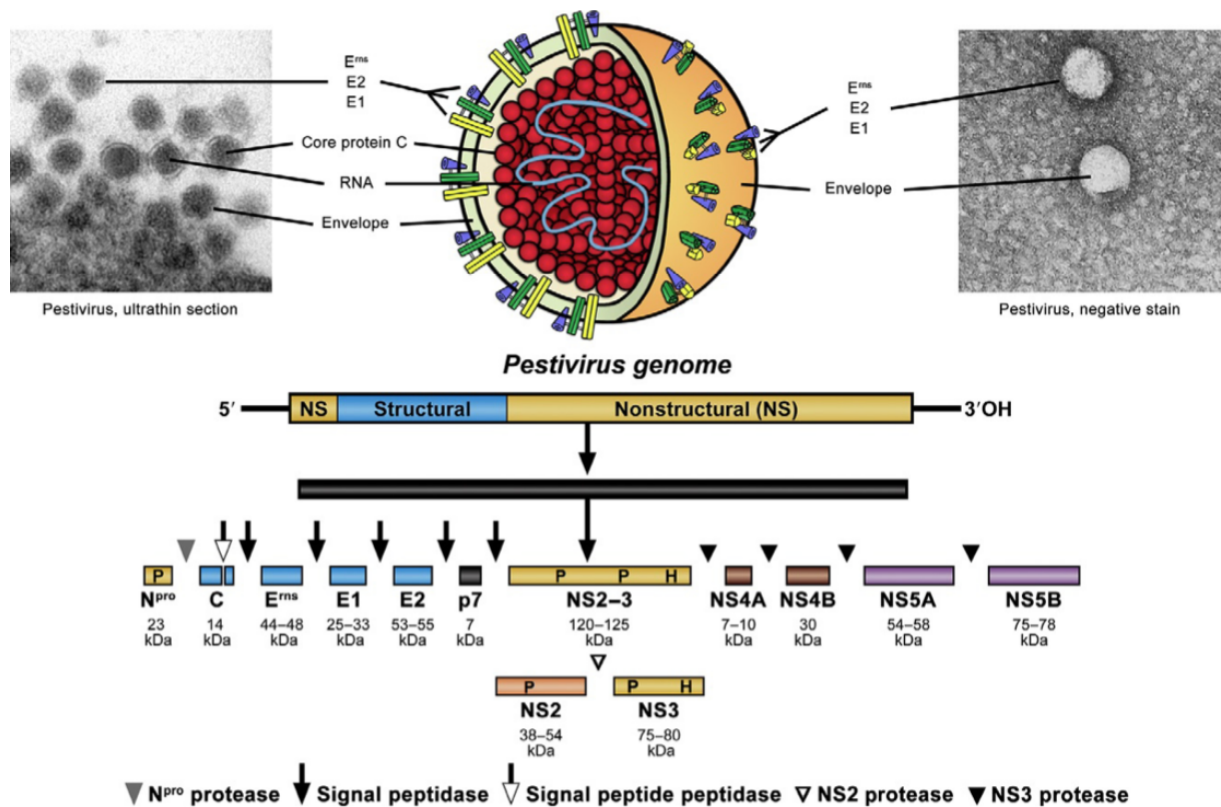 Eʳⁿˢ
E2
E1
Core protein C
RNA
Envelope
Pestivirus, ultrathin section
Eʳⁿˢ
E2
E1
Envelope
Pestivirus, negative stain
Pestivirus genome
5′ NS Structural Nonstructural (NS) 3′OH
P P P H
Nᵖʳᵒ C Eʳⁿˢ E1 E2 p7 NS2–3 NS4A NS4B NS5A NS5B
23 14 44–48 25–33 53–55 7 120–125 7–10 30 54–58 75–78
kDa kDa kDa kDa kDa kDa kDa kDa kDa kDa kDa
P P H
NS2 NS3
38–54 75–80
kDa kDa
Nᵖʳᵒ protease Signal peptidase Signal peptide peptidase NS2 protease NS3 protease